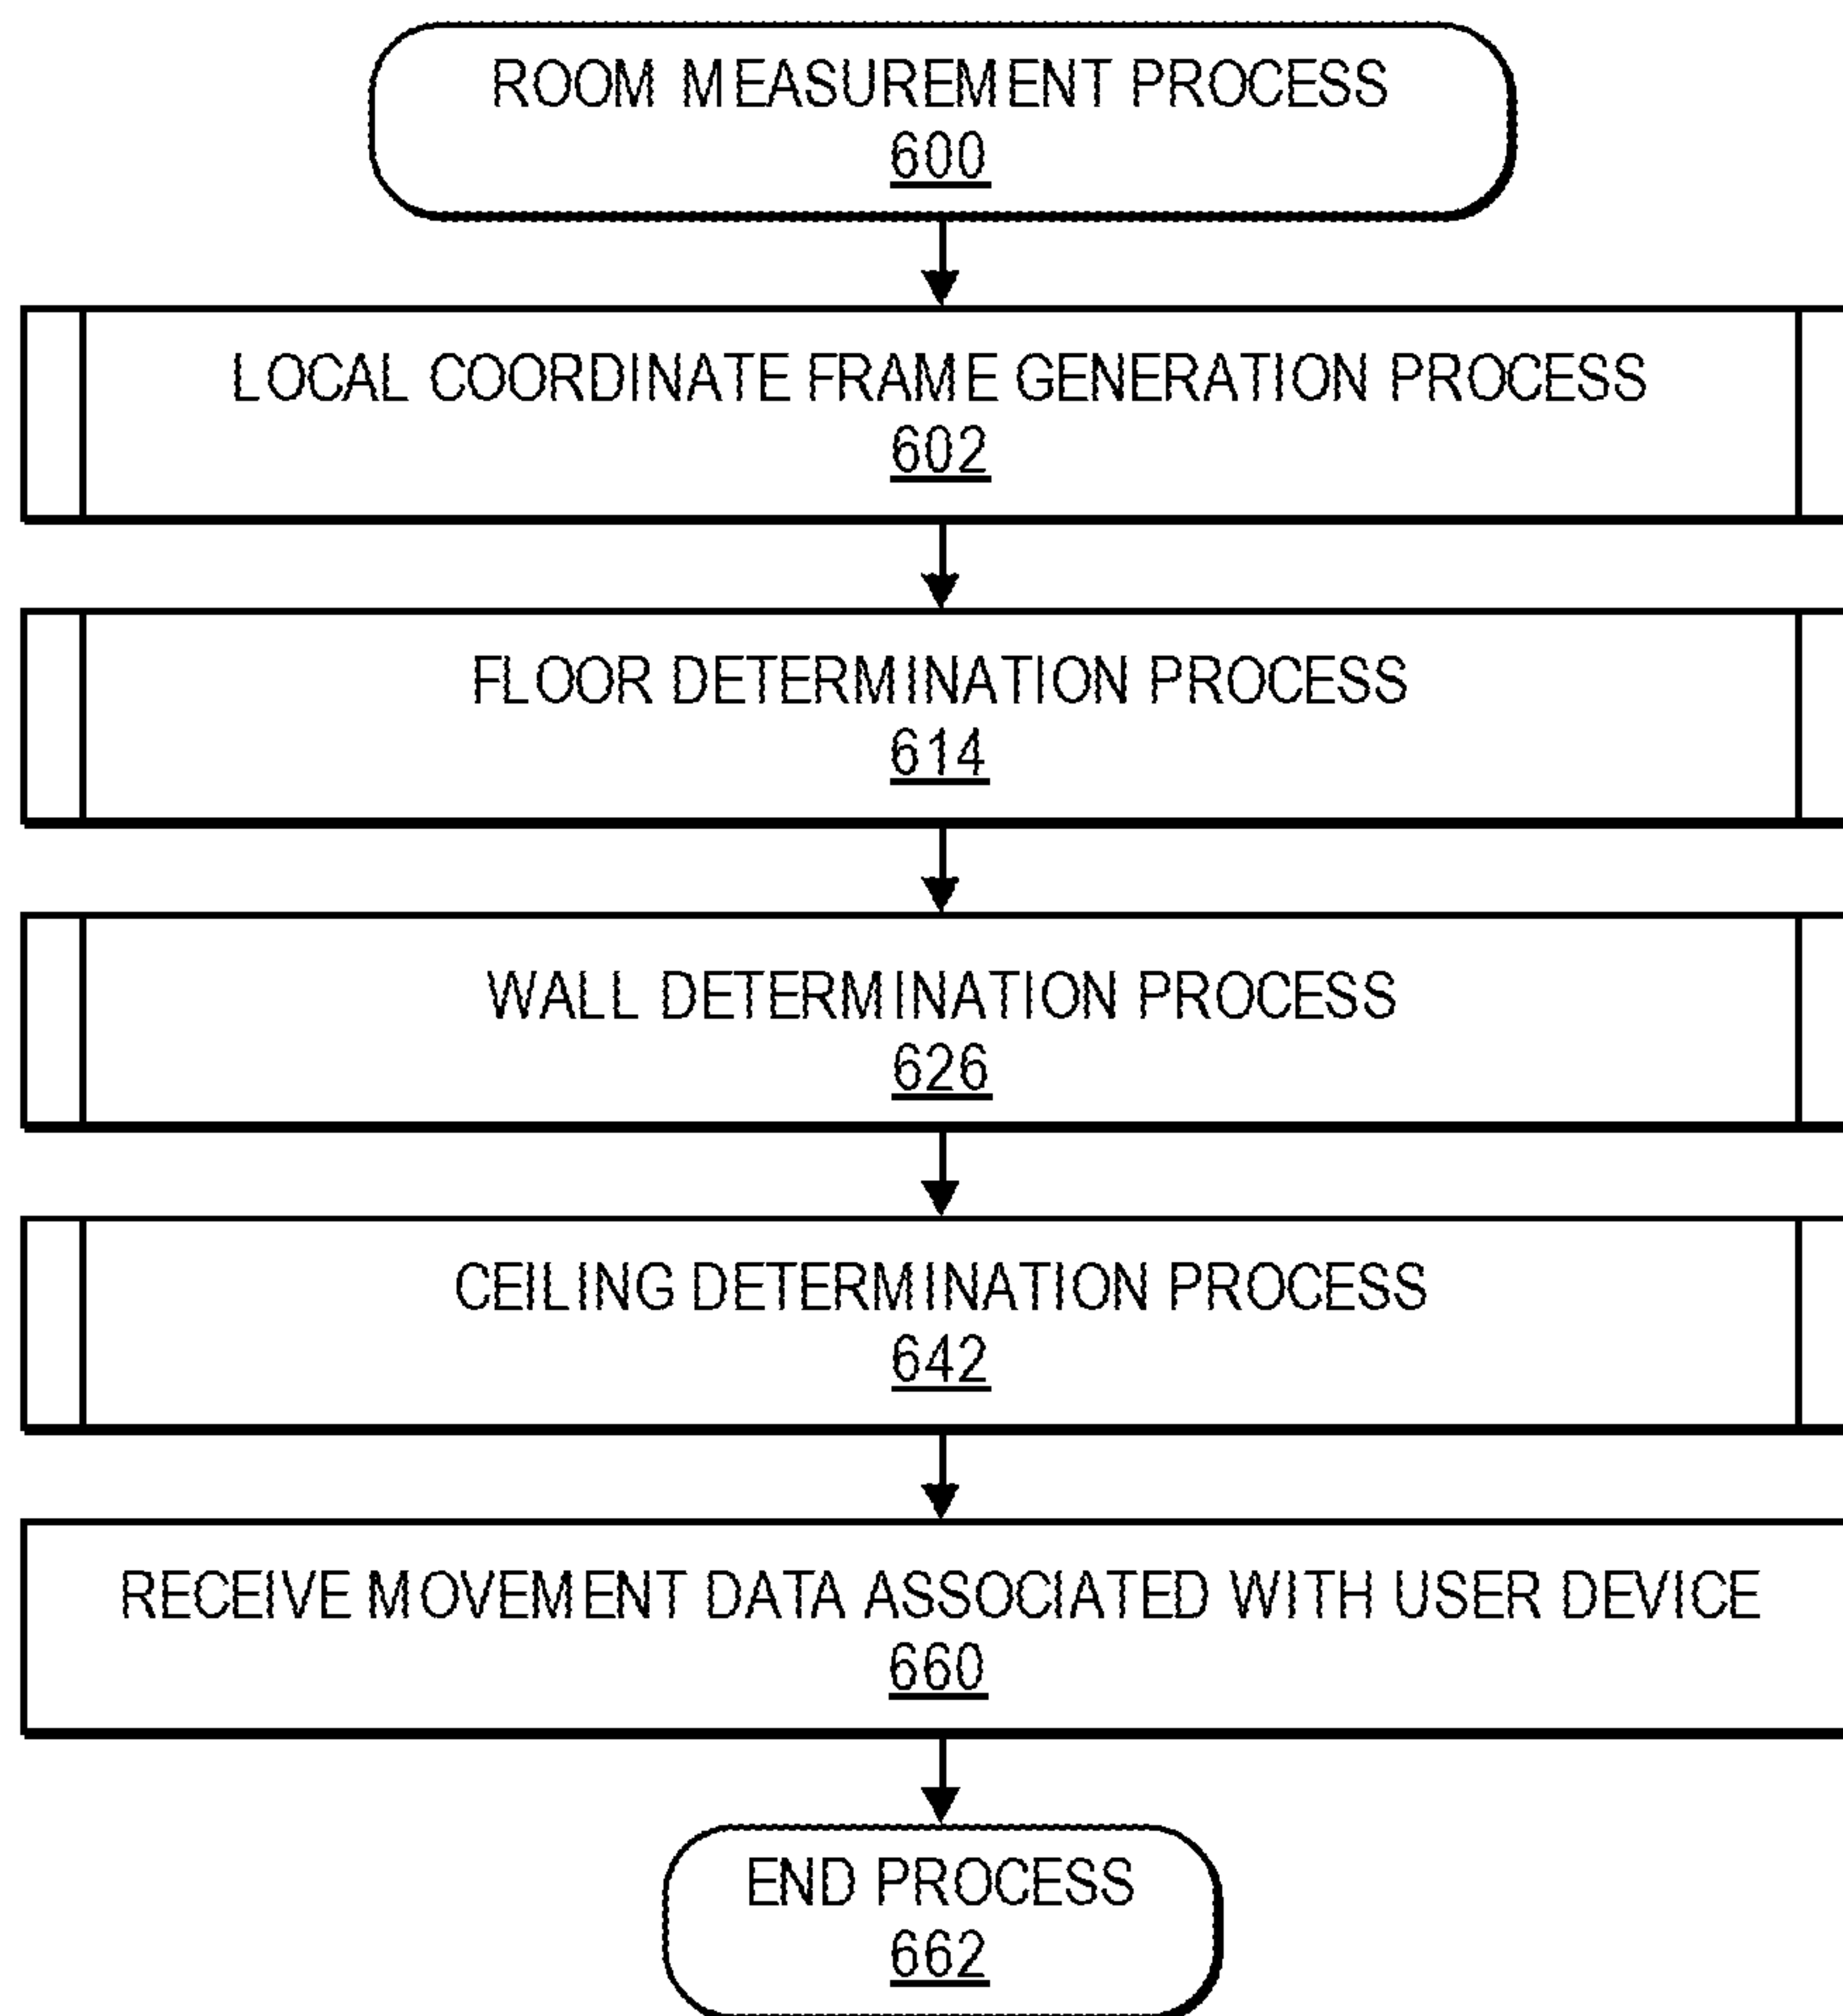 ROOM MEASUREMENT PROCESS
600
LOCAL COORDINATE FRAME GENERATION PROCESS
602
FLOOR DETERMINATION PROCESS
614
WALL DETERMINATION PROCESS
626
CEILING DETERMINATION PROCESS
642
RECEIVE MOVEMENT DATA ASSOCIATED WITH USER DEVICE
660
END PROCESS
662